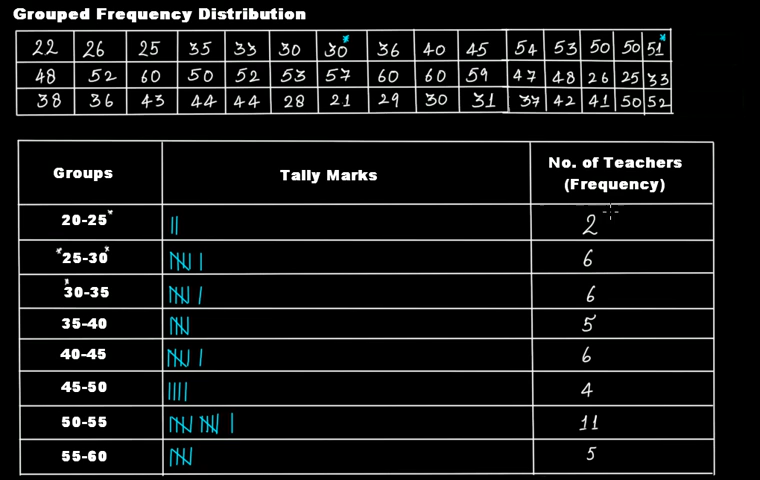 Grouped Frequency Distribution
22 26 25 35 33 30 30* 36 40 45 54 53 50 50 51*
48 52 60 50 52 53 57 60 60 59 47 48 26 25 33
38 36 43 44 44 28 21 29 30 31 37 42 41 50 52
Groups Tally Marks No. of Teachers
(Frequency)
20-25* || 2
*25-30* 𝍸 | 6
*30-35 𝍸 | 6
35-40 𝍸 5
40-45 𝍸 | 6
45-50 |||| 4
50-55 𝍸 𝍸 | 11
55-60 𝍸 5